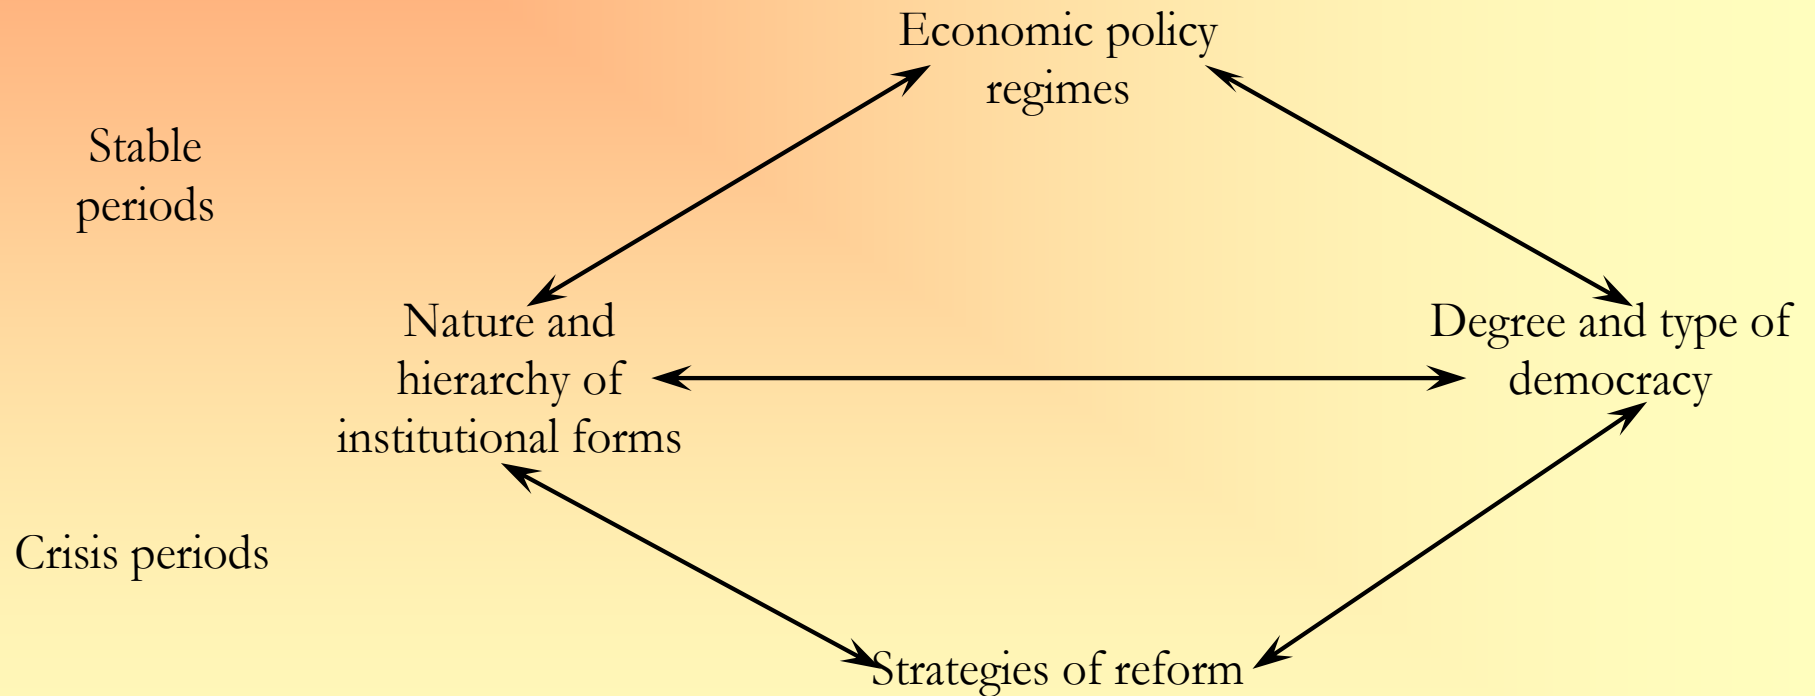 Economic policy
regimes
Stable
periods
Nature and
hierarchy of
institutional forms
Degree and type of
democracy
Crisis periods
Strategies of reform